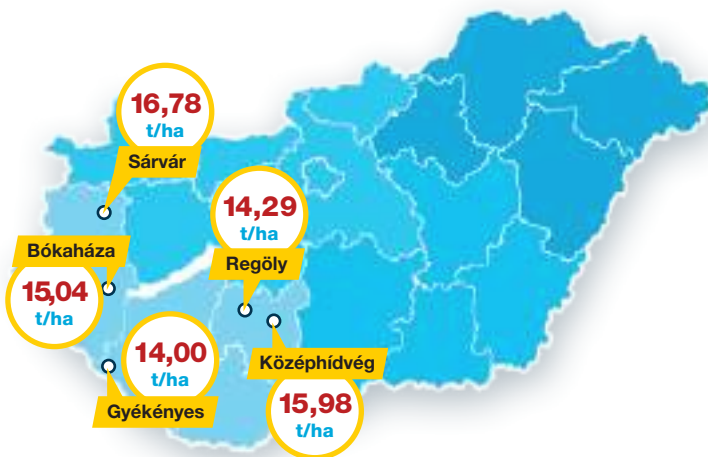 16,78
t/ha
Sárvár
14,29
t/ha
Regöly
Bókaháza
15,04
t/ha
14,00
t/ha
Gyékényes
Középhídvég
15,98
t/ha